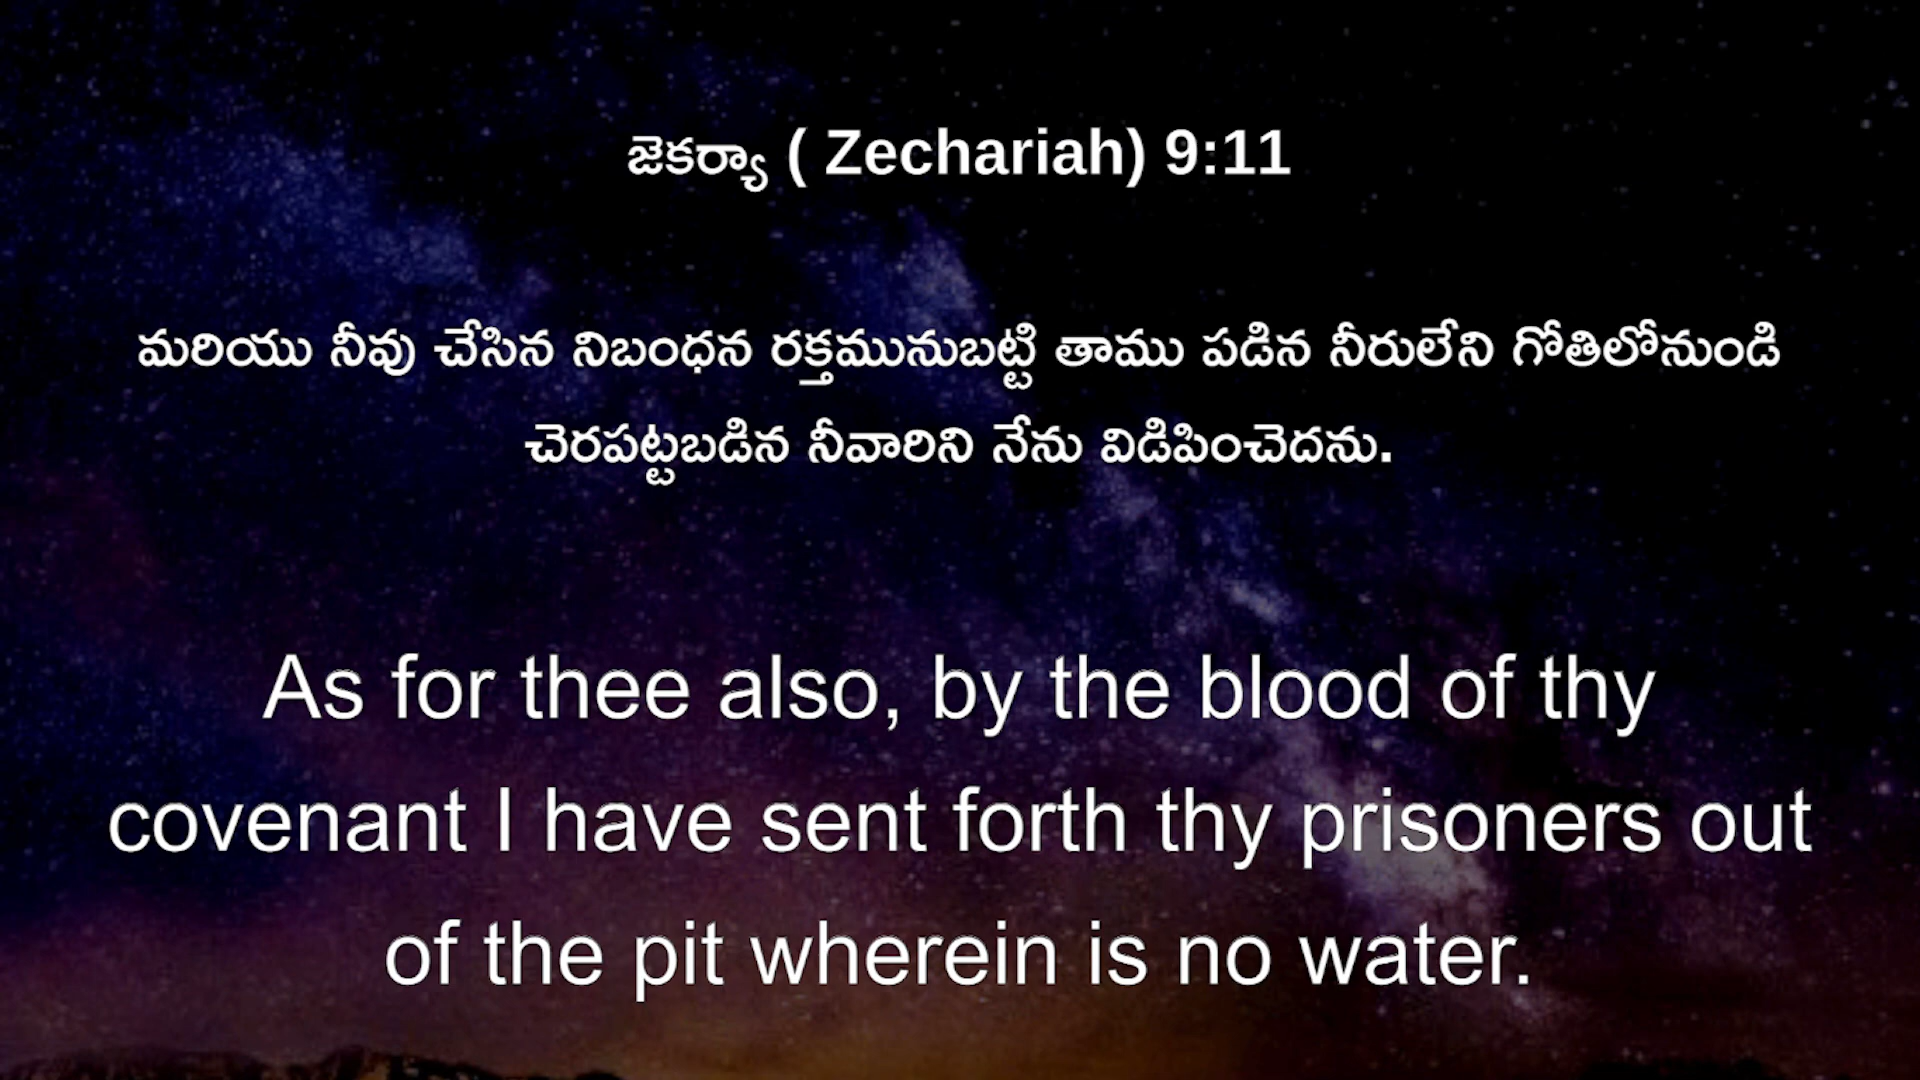 జెకర్యా ( Zechariah) 9:11
మరియు నీవు చేసిన నిబంధన రక్తమునుబట్టి తాము పడిన నీరులేని గోతిలోనుండి
చెరపట్టబడిన నీవారిని నేను విడిపించెదను.
As for thee also, by the blood of thy
covenant I have sent forth thy prisoners out
of the pit wherein is no water.